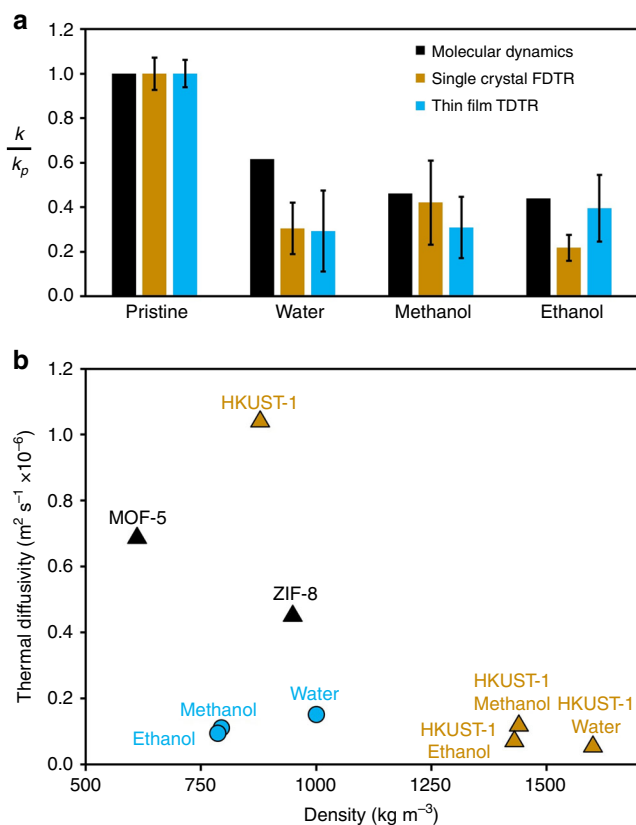 a
1.2
1.0
0.8
0.6
0.4
0.2
0.0
k
kₚ
Molecular dynamics
Single crystal FDTR
Thin film TDTR
Pristine Water Methanol Ethanol
b
1.2
1.0
0.8
0.6
0.4
0.2
0.0
Thermal diffusivity (m² s⁻¹ ×10⁻⁶)
HKUST-1
MOF-5
ZIF-8
Methanol
Ethanol
Water
HKUST-1
Methanol
HKUST-1
Ethanol
HKUST-1
Water
500 750 1000 1250 1500
Density (kg m⁻³)